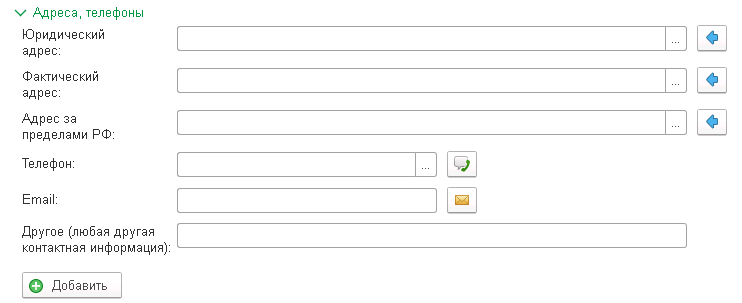 Адреса, телефоны
Юридический
адрес:
...
Фактический
адрес:
...
Адрес за
пределами РФ:
...
Телефон:
...
Email:
Другое (любая другая
контактная информация):
Добавить